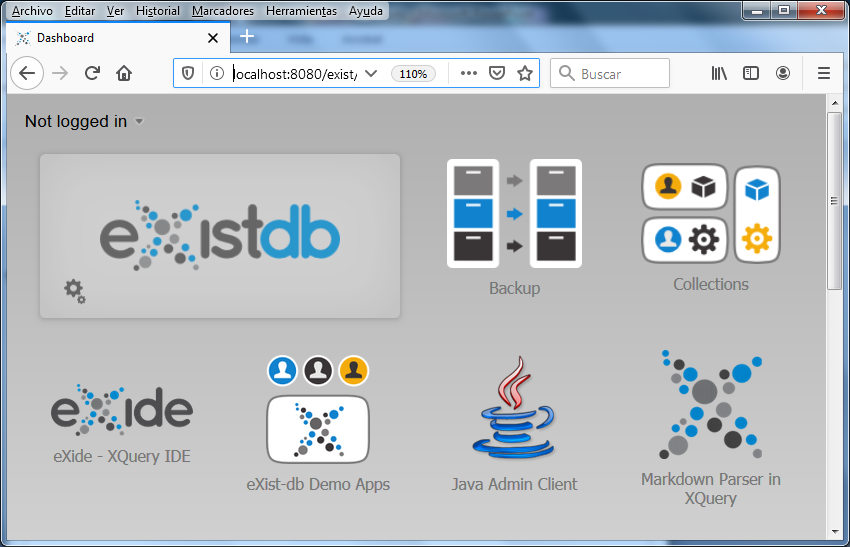 Archivo Editar Ver Historial Marcadores Herramientas Ayuda
Dashboard
localhost:8080/exist/
110%
Buscar
Not logged in
eXistdb
Backup
Collections
eXide
eXide - XQuery IDE
eXist-db Demo Apps
Java Admin Client
Markdown Parser in
XQuery